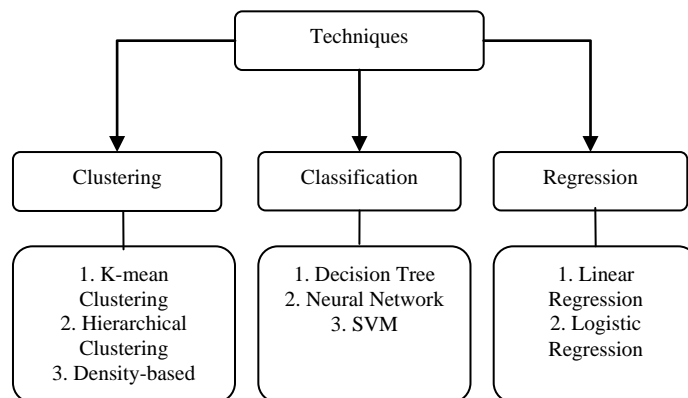 Techniques
Clustering
Classification
Regression
1. K-mean
Clustering
2. Hierarchical
Clustering
3. Density-based
1. Decision Tree
2. Neural Network
3. SVM
1. Linear
Regression
2. Logistic
Regression